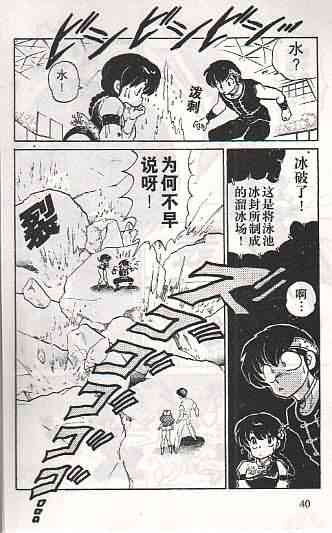 ビシビシビシ
水？
水！
泼剌
冰破了！
这是将泳池
冰封所制成
的溜冰场！
为何不早
说呀！
裂
啊…
ズゴゴゴゴゴ…
40